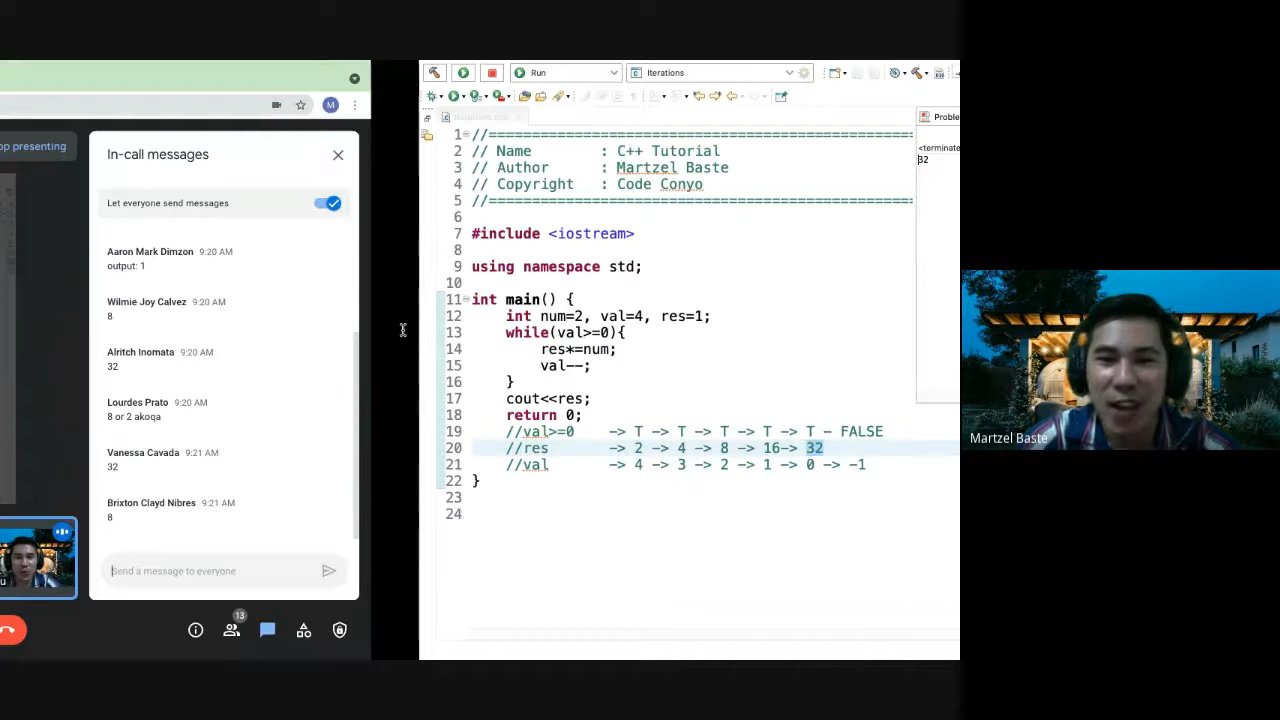 M
op presenting
In-call messages
Let everyone send messages
Aaron Mark Dimzon 9:20 AM
output: 1
Wilmie Joy Calvez 9:20 AM
8
Alritch Inomata 9:20 AM
32
Lourdes Prato 9:20 AM
8 or 2 akoqa
Vanessa Cavada 9:21 AM
32
Brixton Clayd Nibres 9:21 AM
8
Send a message to everyone
u
13
Run
Iterations
Proble
<terminate
32
1 //====================================================
2 // Name : C++ Tutorial
3 // Author : Martzel Baste
4 // Copyright : Code Conyo
5 //====================================================
6
7 #include <iostream>
8
9 using namespace std;
10
11 int main() {
12 int num=2, val=4, res=1;
13 while(val>=0){
14 res*=num;
15 val--;
16 }
17 cout<<res;
18 return 0;
19 //val>=0 -> T -> T -> T -> T -> T - FALSE
20 //res -> 2 -> 4 -> 8 -> 16-> 32
21 //val -> 4 -> 3 -> 2 -> 1 -> 0 -> -1
22 }
23
24
Martzel Baste